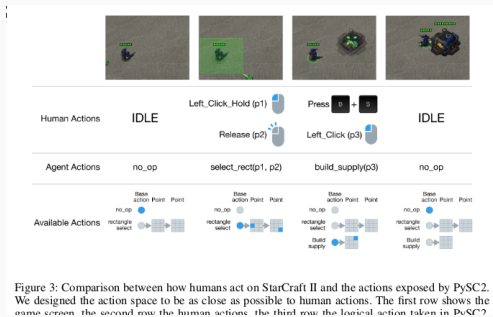 Human Actions
IDLE
Left_Click_Hold (p1)
Release (p2)
Press B + S
Left_Click (p3)
IDLE
Agent Actions
no_op
select_rect(p1, p2)
build_supply(p3)
no_op
Available Actions
Base action Point Point
no_op
rectangle select
Base action Point Point
no_op
rectangle select
Base action Point Point
no_op
rectangle select
Build supply
Base action Point Point
no_op
rectangle select
Build supply
Figure 3: Comparison between how humans act on StarCraft II and the actions exposed by PySC2.
We designed the action space to be as close as possible to human actions. The first row shows the
game screen, the second row the human actions, the third row the logical action taken in PySC2,